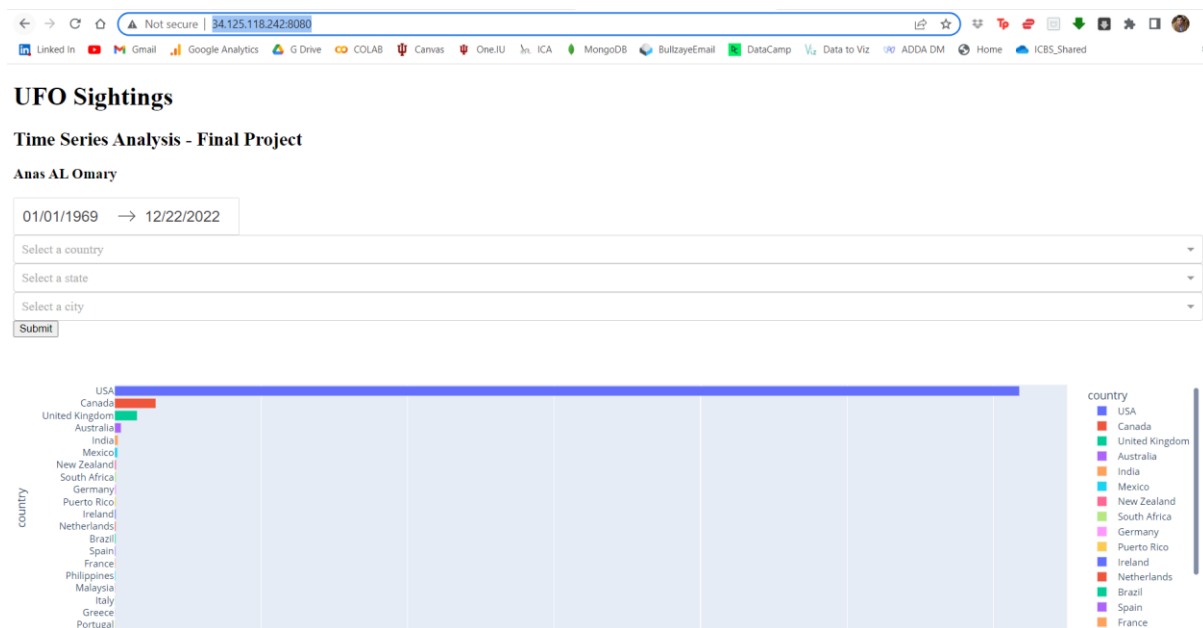 Not secure | 34.125.118.242:8080
Linked In M Gmail Google Analytics G Drive COLAB Canvas One.IU ICA MongoDB BullzayeEmail DataCamp Data to Viz ADDA DM Home ICBS_Shared
UFO Sightings
Time Series Analysis - Final Project
Anas AL Omary
01/01/1969 → 12/22/2022
Select a country
Select a state
Select a city
Submit
country
USA
Canada
United Kingdom
Australia
India
Mexico
New Zealand
South Africa
Germany
Puerto Rico
Ireland
Netherlands
Brazil
Spain
France
Philippines
Malaysia
Italy
Greece
Portugal
country
USA
Canada
United Kingdom
Australia
India
Mexico
New Zealand
South Africa
Germany
Puerto Rico
Ireland
Netherlands
Brazil
Spain
France